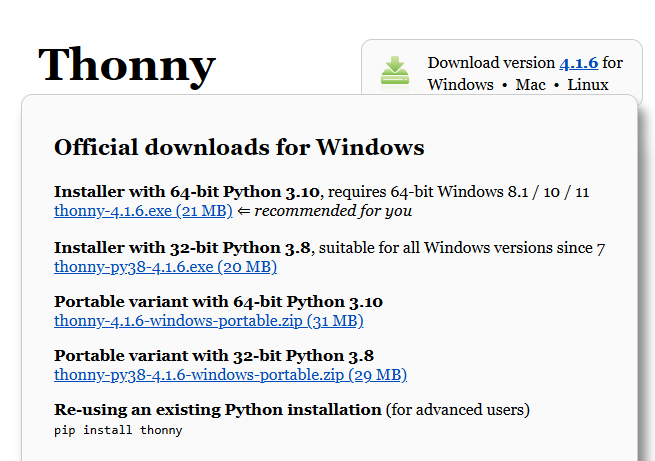 Thonny
Download version 4.1.6 for
Windows • Mac • Linux
Official downloads for Windows
Installer with 64-bit Python 3.10, requires 64-bit Windows 8.1 / 10 / 11
thonny-4.1.6.exe (21 MB) ⇐ recommended for you
Installer with 32-bit Python 3.8, suitable for all Windows versions since 7
thonny-py38-4.1.6.exe (20 MB)
Portable variant with 64-bit Python 3.10
thonny-4.1.6-windows-portable.zip (31 MB)
Portable variant with 32-bit Python 3.8
thonny-py38-4.1.6-windows-portable.zip (29 MB)
Re-using an existing Python installation (for advanced users)
pip install thonny